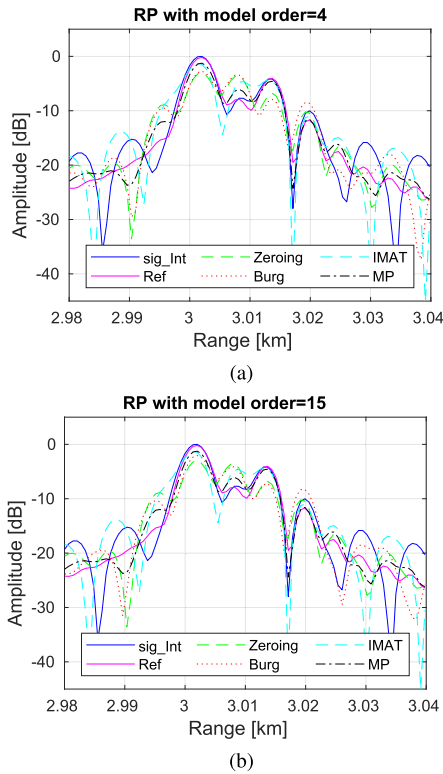 RP with model order=4
0
-10
-20
-30
-40
Amplitude [dB]
sig_Int Zeroing IMAT
Ref Burg MP
2.98 2.99 3 3.01 3.02 3.03 3.04
Range [km]
(a)
RP with model order=15
0
-10
-20
-30
-40
Amplitude [dB]
sig_Int Zeroing IMAT
Ref Burg MP
2.98 2.99 3 3.01 3.02 3.03 3.04
Range [km]
(b)